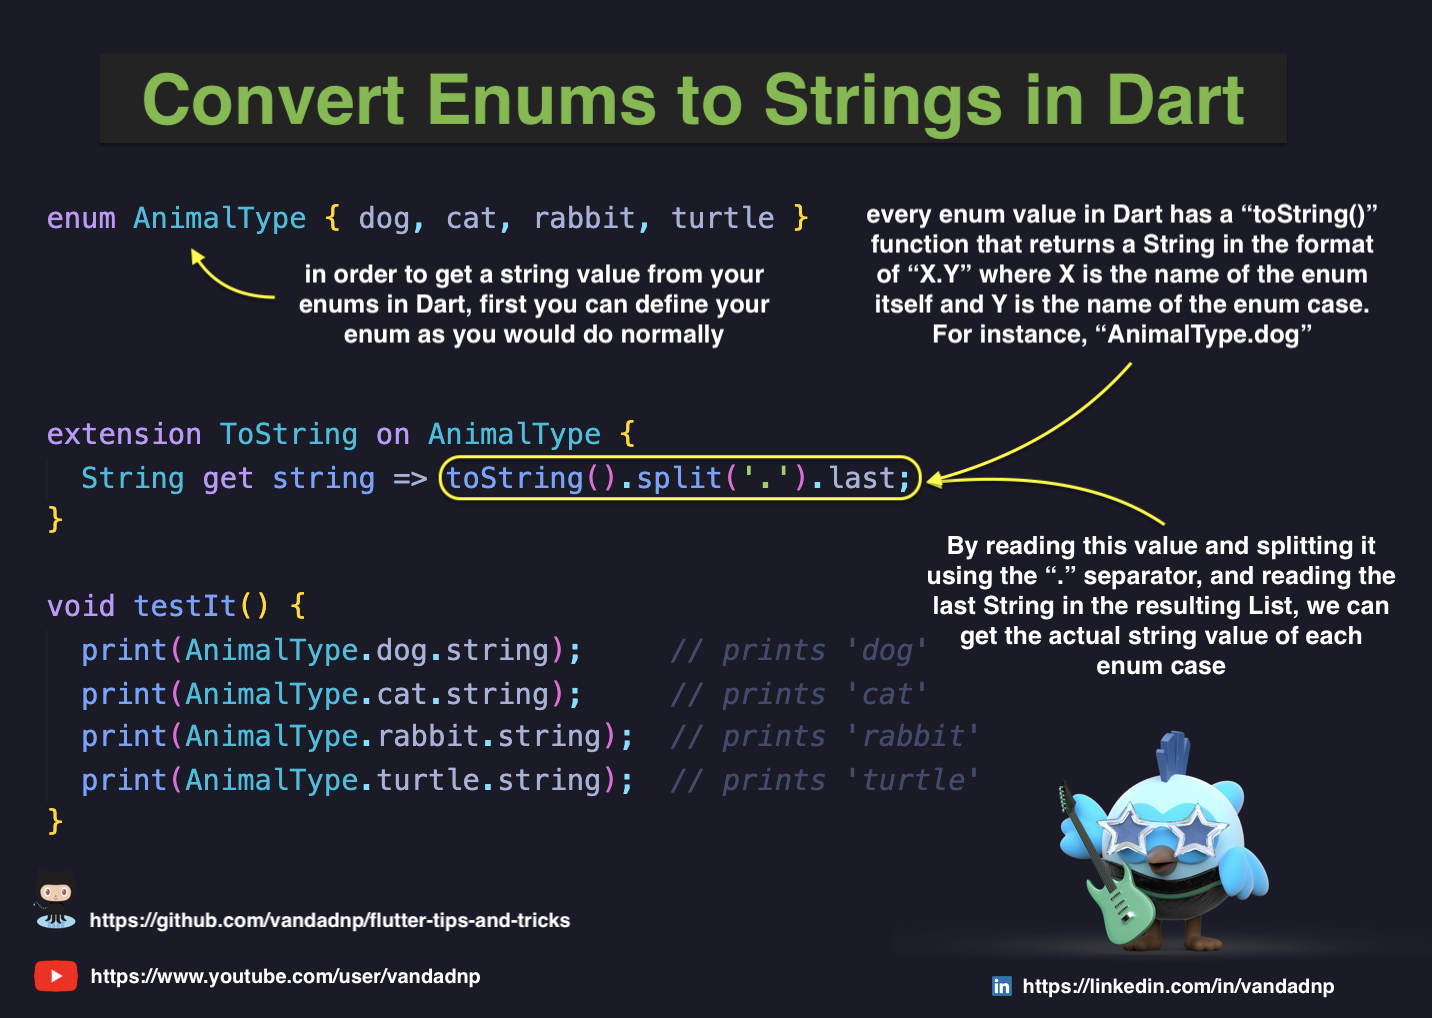 Convert Enums to Strings in Dart
enum AnimalType { dog, cat, rabbit, turtle }
in order to get a string value from your
enums in Dart, first you can define your
enum as you would do normally
every enum value in Dart has a “toString()”
function that returns a String in the format
of “X.Y” where X is the name of the enum
itself and Y is the name of the enum case.
For instance, “AnimalType.dog”
extension ToString on AnimalType {
  String get string => toString().split('.').last;
}
By reading this value and splitting it
using the “.” separator, and reading the
last String in the resulting List, we can
get the actual string value of each
enum case
void testIt() {
  print(AnimalType.dog.string);     // prints 'dog'
  print(AnimalType.cat.string);     // prints 'cat'
  print(AnimalType.rabbit.string);  // prints 'rabbit'
  print(AnimalType.turtle.string);  // prints 'turtle'
}
https://github.com/vandadnp/flutter-tips-and-tricks
https://www.youtube.com/user/vandadnp
in https://linkedin.com/in/vandadnp